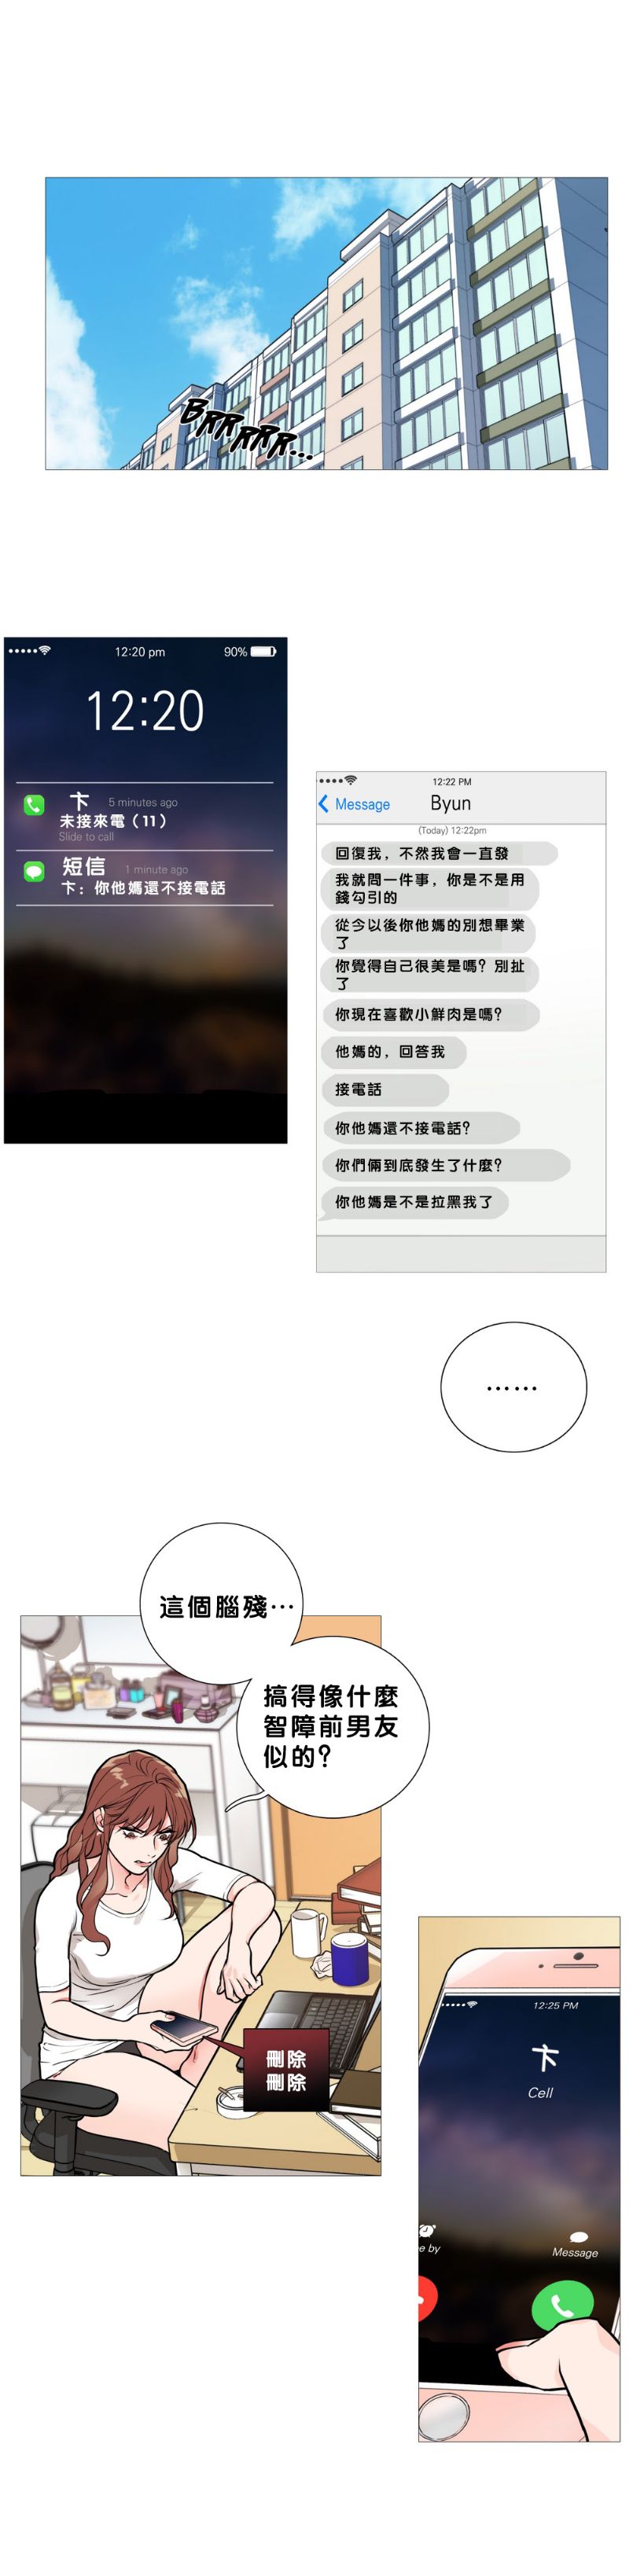 BRRRRR...
12:20 pm
90%
12:20
卞 5 minutes ago
未接來電（11）
Slide to call
短信 1 minute ago
卞：你他媽還不接電話
12:22 PM
Message Byun
(Today) 12:22pm
回復我，不然我會一直發
我就問一件事，你是不是用
錢勾引的
從今以後你他媽的別想畢業
了
你覺得自己很美是嗎？別扯
了
你現在喜歡小鮮肉是嗎？
他媽的，回答我
接電話
你他媽還不接電話？
你們倆到底發生了什麼？
你他媽是不是拉黑我了
……
這個腦殘…
搞得像什麼
智障前男友
似的？
刪除
刪除
12:25 PM
卞
Cell
e by
Message